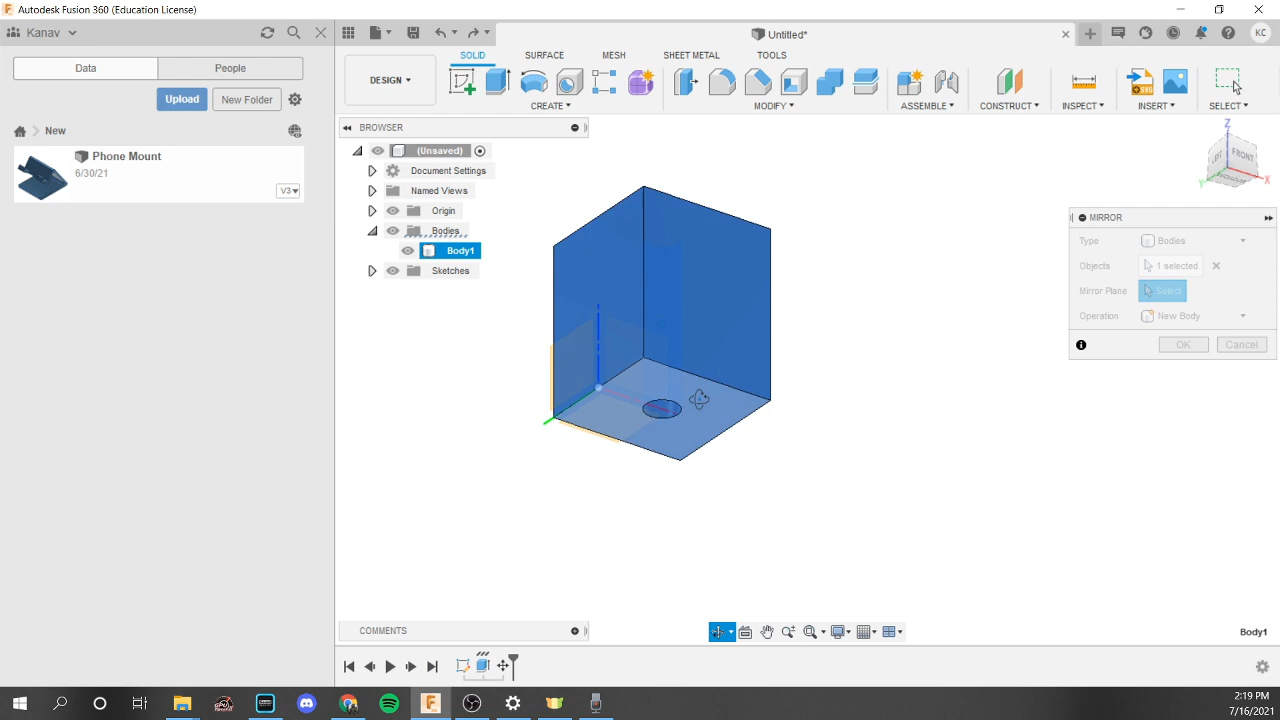 Autodesk Fusion 360 (Education License)
Kanav
Untitled*
KC
Data
People
SOLID
SURFACE
MESH
SHEET METAL
TOOLS
DESIGN
Upload
New Folder
CREATE
MODIFY
ASSEMBLE
CONSTRUCT
INSPECT
INSERT
SELECT
New
BROWSER
(Unsaved)
Document Settings
Named Views
Origin
Bodies
Body1
Sketches
Phone Mount
6/30/21
V3
Z
LEFT
FRONT
X
Y
MIRROR
Type
Bodies
Objects
1 selected
Mirror Plane
Select
Operation
New Body
OK
Cancel
COMMENTS
Body1
2:19 PM
7/16/2021